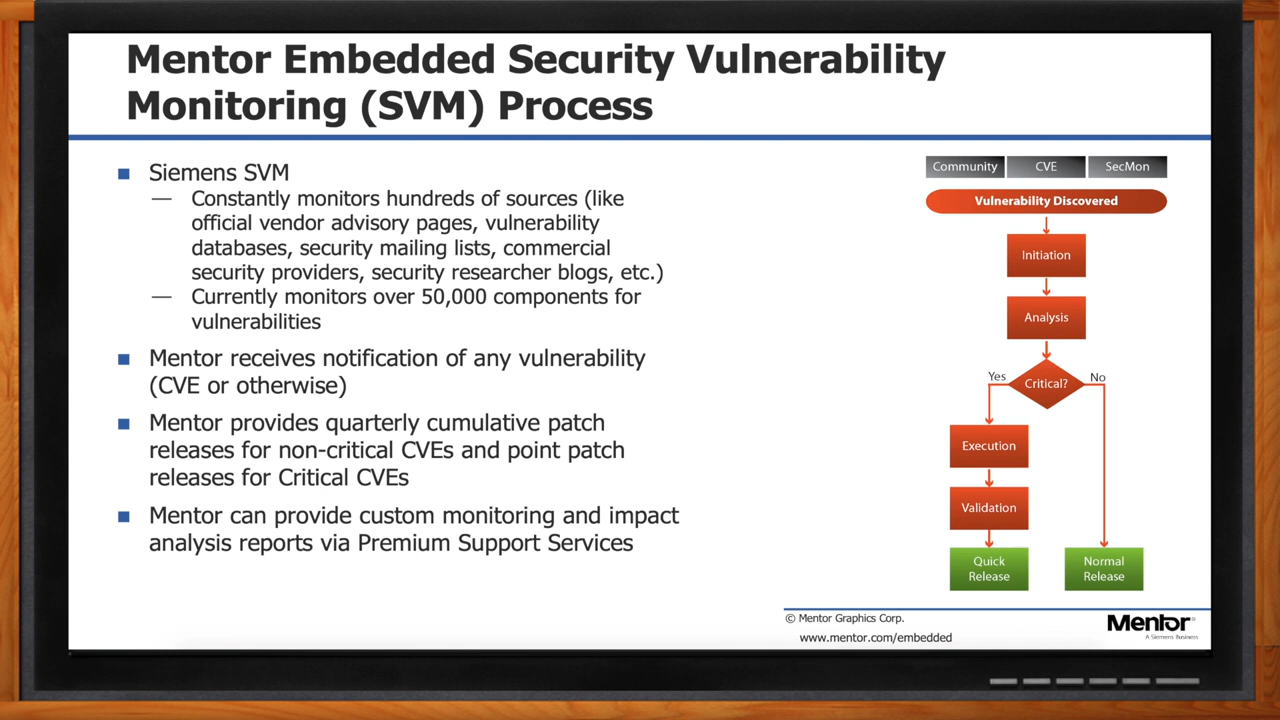 Mentor Embedded Security Vulnerability
Monitoring (SVM) Process
■ Siemens SVM
— Constantly monitors hundreds of sources (like
official vendor advisory pages, vulnerability
databases, security mailing lists, commercial
security providers, security researcher blogs, etc.)
— Currently monitors over 50,000 components for
vulnerabilities
■ Mentor receives notification of any vulnerability
(CVE or otherwise)
■ Mentor provides quarterly cumulative patch
releases for non-critical CVEs and point patch
releases for Critical CVEs
■ Mentor can provide custom monitoring and impact
analysis reports via Premium Support Services
Community CVE SecMon
Vulnerability Discovered
Initiation
Analysis
Yes Critical? No
Execution
Validation
Quick
Release
Normal
Release
© Mentor Graphics Corp.
www.mentor.com/embedded
Mentor®
A Siemens Business